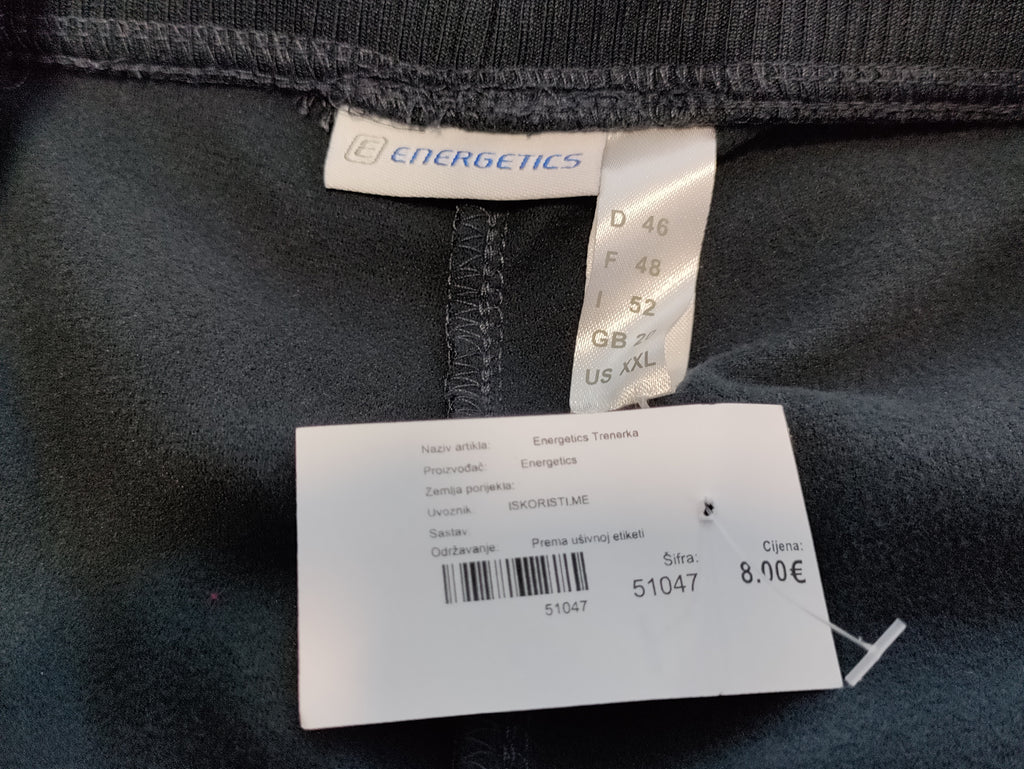 E ENERGETICS
D 46
F 48
I 52
GB
US XXL
Naziv artikla: Energetics Trenerka
Proizvođač: Energetics
Zemlja porijekla:
Uvoznik: ISKORISTI.ME
Sastav:
Održavanje: Prema ušivnoj etiketi
51047
Šifra:
51047
Cijena:
8.00€